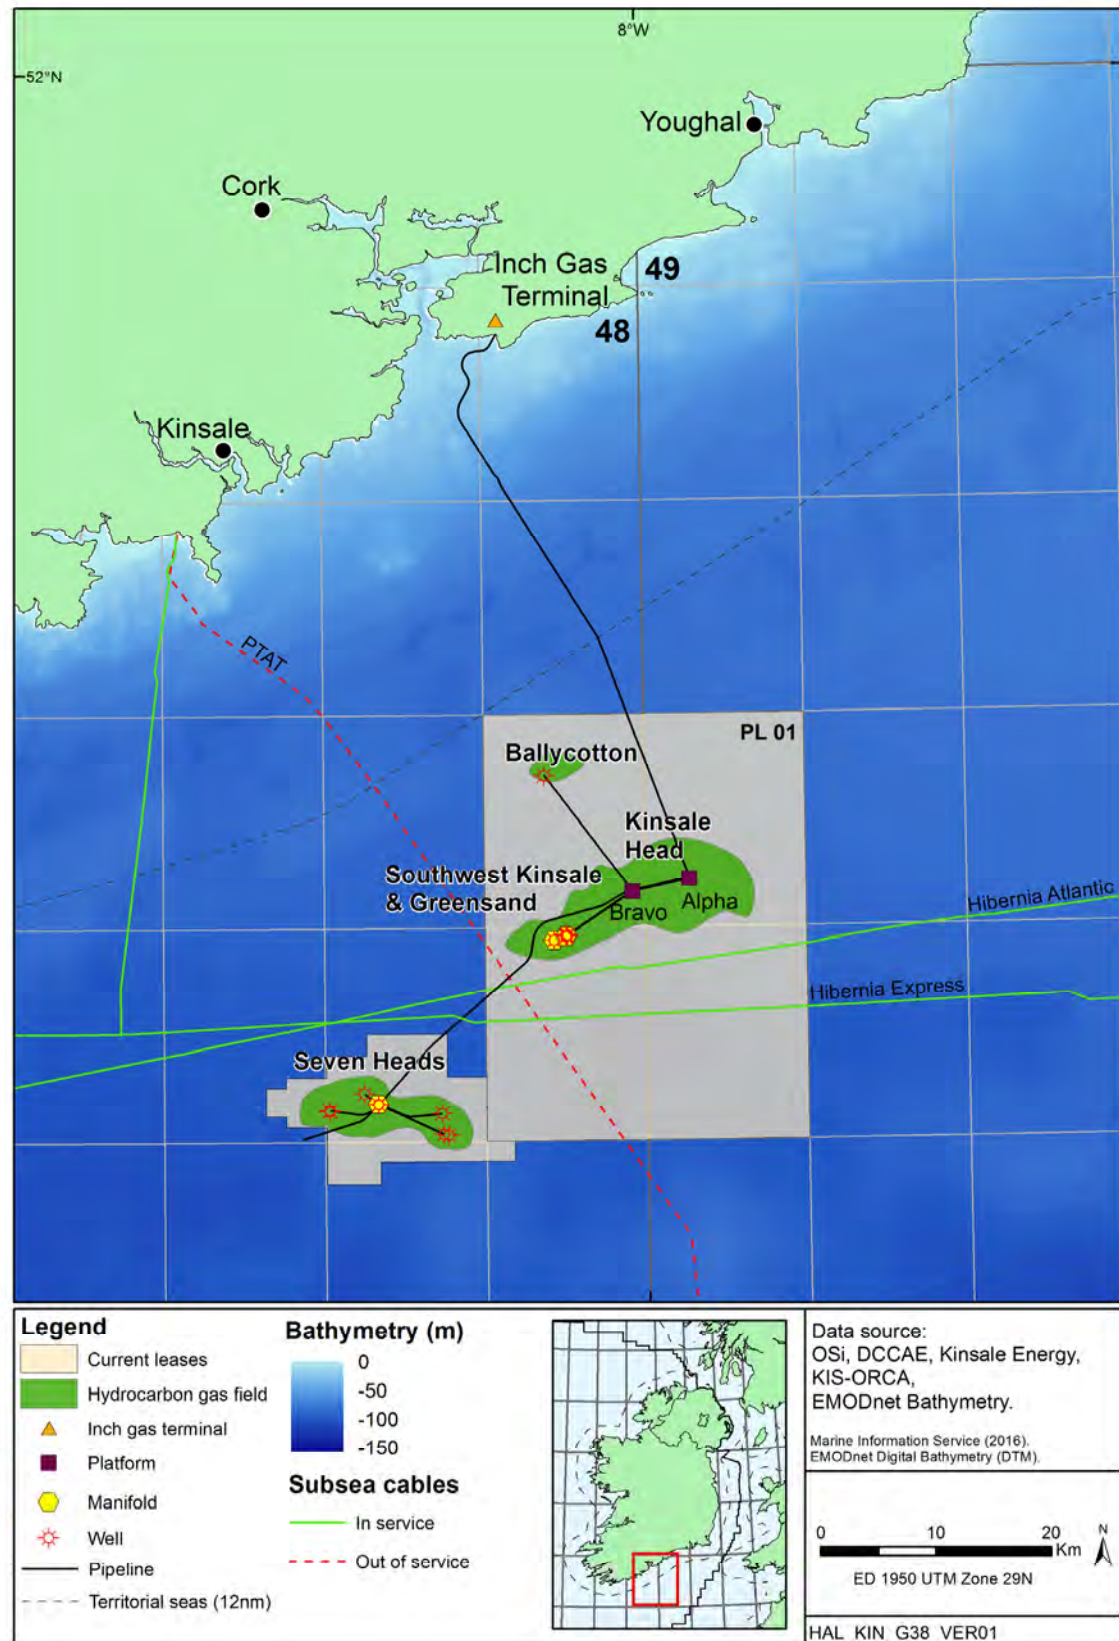 8°W
52°N
Youghal
Cork
Inch Gas
Terminal
49
48
Kinsale
PTAT
PL 01
Ballycotton
Kinsale
Head
Southwest Kinsale
& Greensand
Bravo
Alpha
Hibernia Atlantic
Hibernia Express
Seven Heads
Legend
Current leases
Hydrocarbon gas field
Inch gas terminal
Platform
Manifold
Well
Pipeline
Territorial seas (12nm)
Bathymetry (m)
0
-50
-100
-150
Subsea cables
In service
Out of service
Data source:
OSi, DCCAE, Kinsale Energy,
KIS-ORCA,
EMODnet Bathymetry.
Marine Information Service (2016).
EMODnet Digital Bathymetry (DTM).
0 10 20
Km
N
ED 1950 UTM Zone 29N
HAL_KIN_G38_VER01